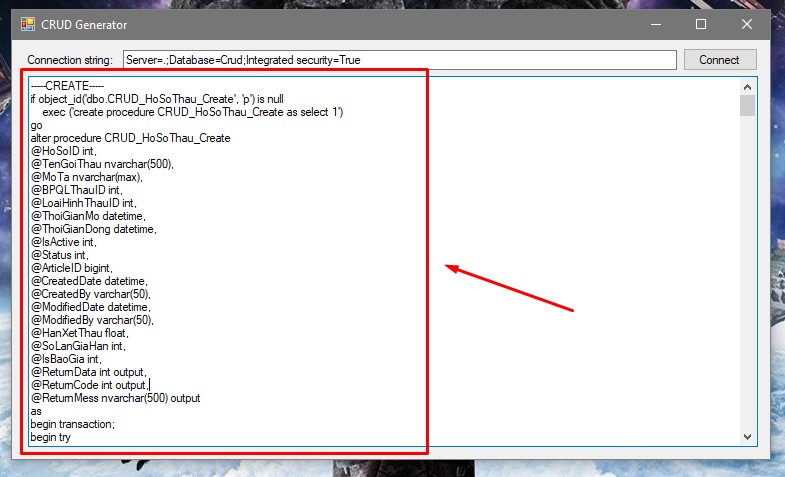 CRUD Generator
Connection string:
Server=.;Database=Crud;Integrated security=True
Connect
-----CREATE-----
if object_id('dbo.CRUD_HoSoThau_Create', 'p') is null
exec ('create procedure CRUD_HoSoThau_Create as select 1')
go
alter procedure CRUD_HoSoThau_Create
@HoSoID int,
@TenGoiThau nvarchar(500),
@MoTa nvarchar(max),
@BPQLThauID int,
@LoaiHinhThauID int,
@ThoiGianMo datetime,
@ThoiGianDong datetime,
@IsActive int,
@Status int,
@ArticleID bigint,
@CreatedDate datetime,
@CreatedBy varchar(50),
@ModifiedDate datetime,
@ModifiedBy varchar(50),
@HanXetThau float,
@SoLanGiaHan int,
@IsBaoGia int,
@ReturnData int output,
@ReturnCode int output,
@ReturnMess nvarchar(500) output
as
begin transaction;
begin try